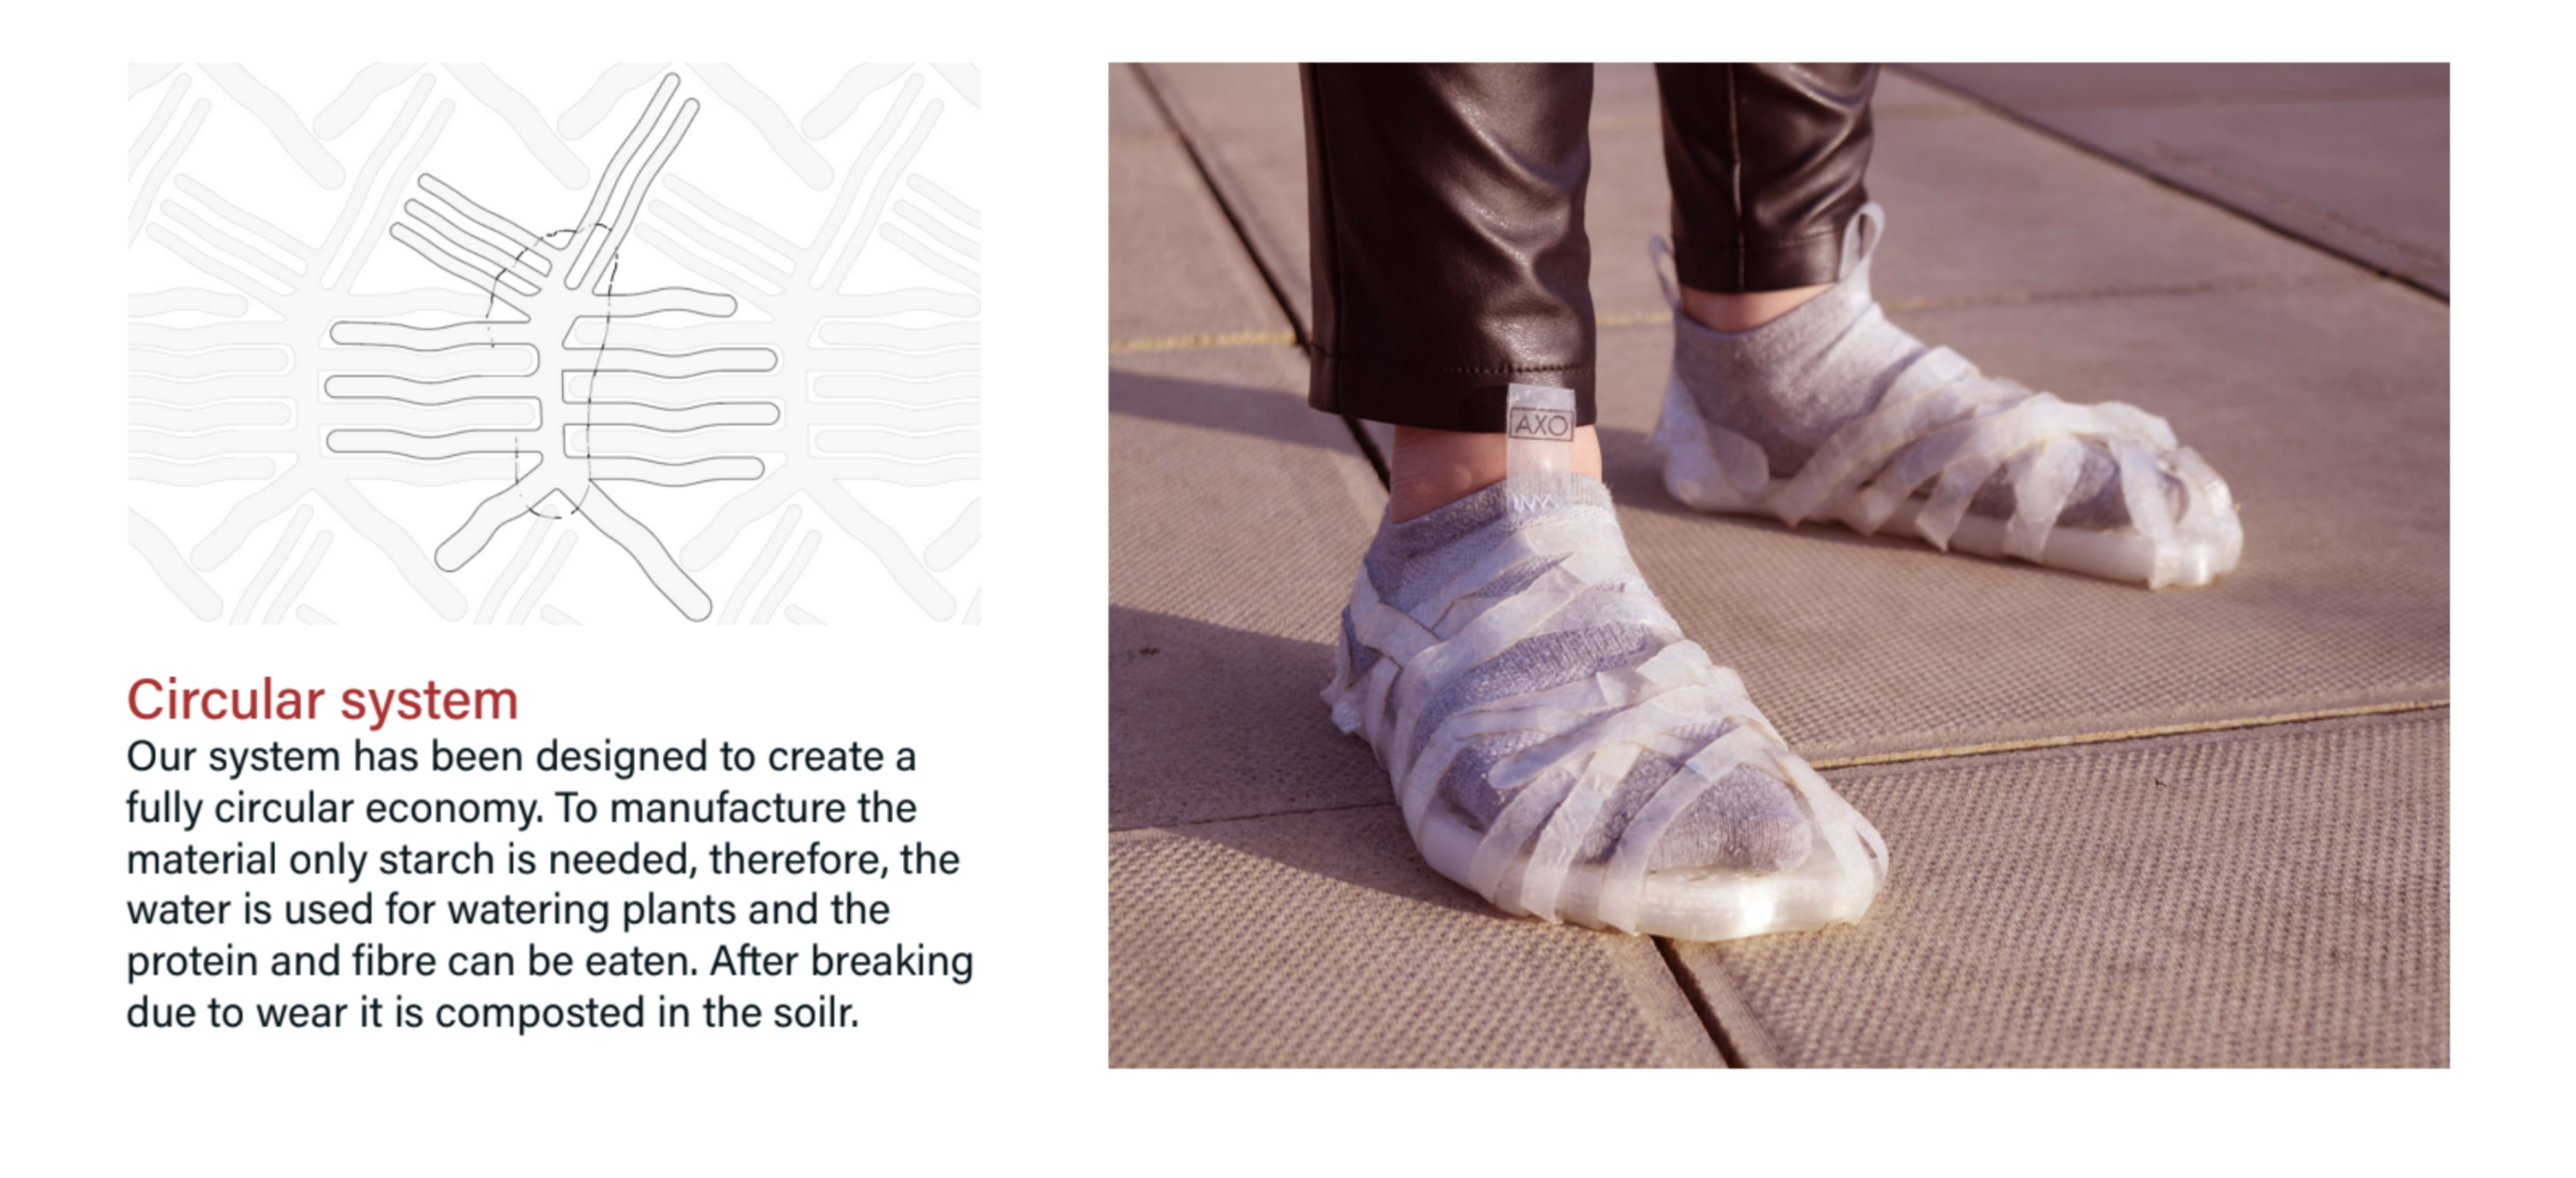 Circular system
Our system has been designed to create a
fully circular economy. To manufacture the
material only starch is needed, therefore, the
water is used for watering plants and the
protein and fibre can be eaten. After breaking
due to wear it is composted in the soilr.
AXO